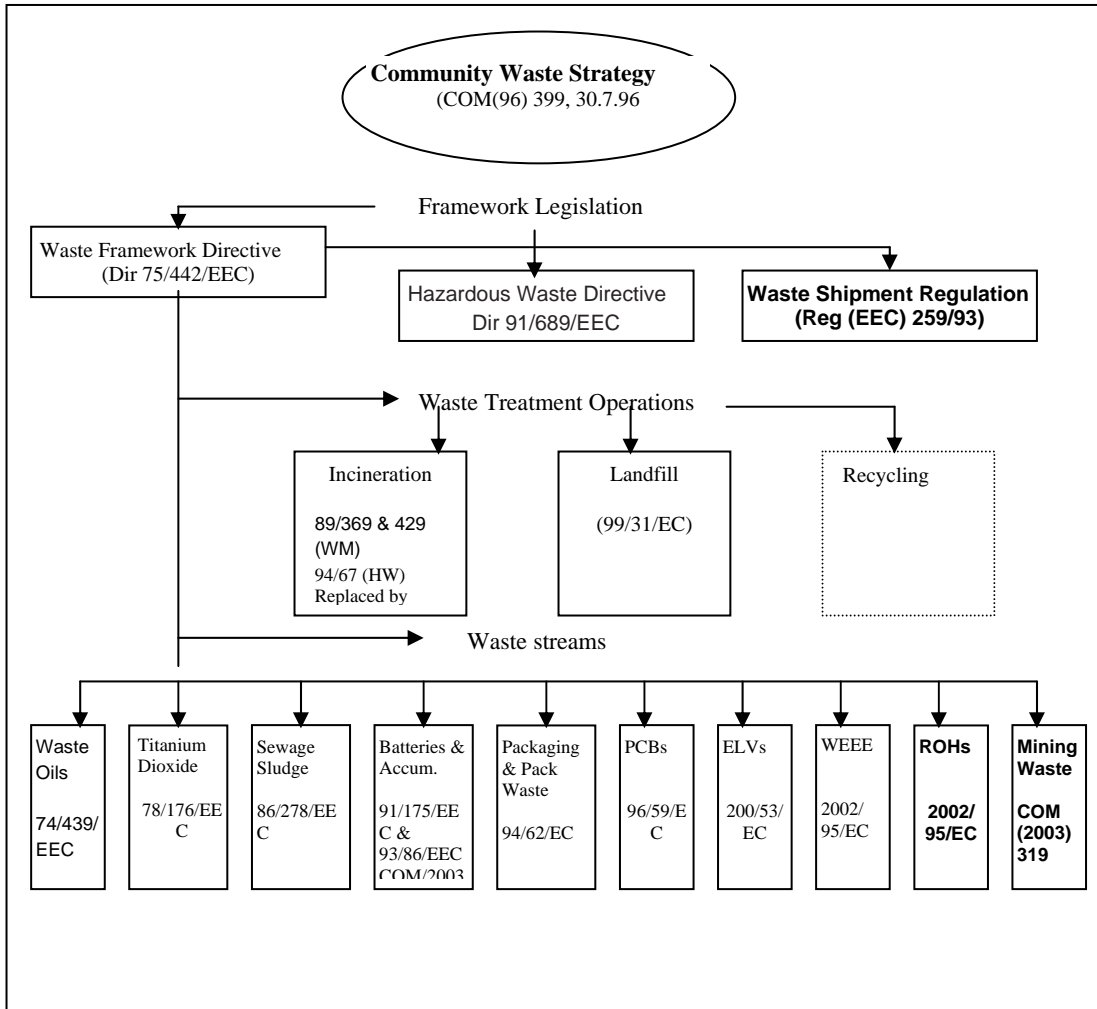 Community Waste Strategy
(COM(96) 399, 30.7.96
Framework Legislation
Waste Framework Directive
(Dir 75/442/EEC)
Hazardous Waste Directive
Dir 91/689/EEC
Waste Shipment Regulation
(Reg (EEC) 259/93)
Waste Treatment Operations
Incineration
89/369 & 429
(WM)
94/67 (HW)
Replaced by
Landfill
(99/31/EC)
Recycling
Waste streams
Waste
Oils
74/439/
EEC
Titanium
Dioxide
78/176/EE
C
Sewage
Sludge
86/278/EE
C
Batteries &
Accum.
91/175/EE
C &
93/86/EEC
COM/2003
Packaging
& Pack
Waste
94/62/EC
PCBs
96/59/E
C
ELVs
200/53/
EC
WEEE
2002/
95/EC
ROHs
2002/
95/EC
Mining
Waste
COM
(2003)
319